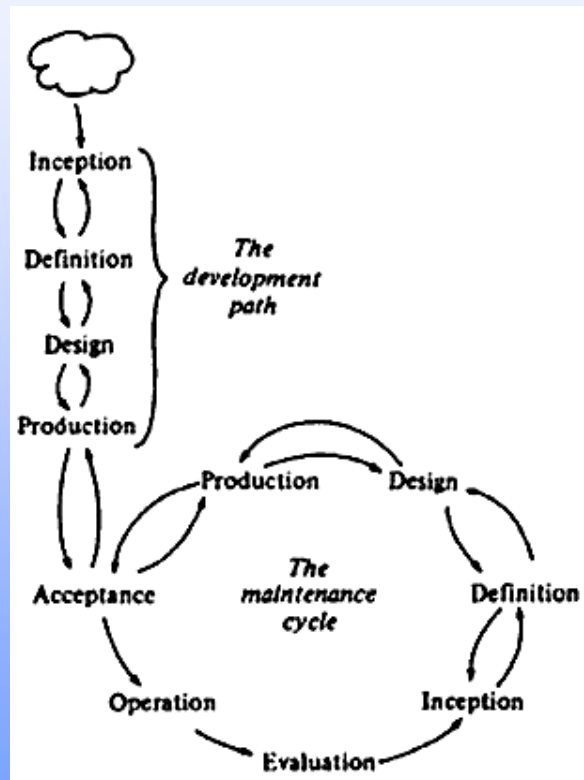 Inception
Definition
Design
Production
The
development
path
Production
Design
Acceptance
The
maintenance
cycle
Definition
Operation
Inception
Evaluation